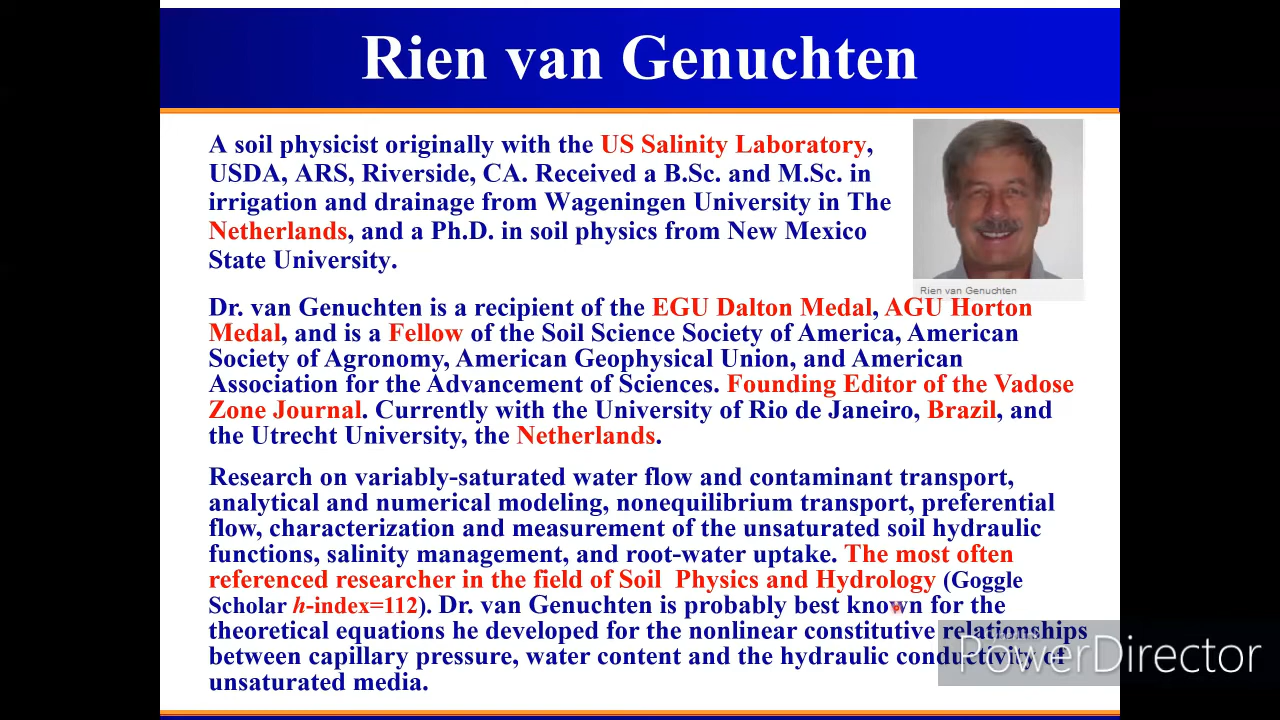 Rien van Genuchten
A soil physicist originally with the US Salinity Laboratory,
USDA, ARS, Riverside, CA. Received a B.Sc. and M.Sc. in
irrigation and drainage from Wageningen University in The
Netherlands, and a Ph.D. in soil physics from New Mexico
State University.
Rien van Genuchten
Dr. van Genuchten is a recipient of the EGU Dalton Medal, AGU Horton
Medal, and is a Fellow of the Soil Science Society of America, American
Society of Agronomy, American Geophysical Union, and American
Association for the Advancement of Sciences. Founding Editor of the Vadose
Zone Journal. Currently with the University of Rio de Janeiro, Brazil, and
the Utrecht University, the Netherlands.
Research on variably-saturated water flow and contaminant transport,
analytical and numerical modeling, nonequilibrium transport, preferential
flow, characterization and measurement of the unsaturated soil hydraulic
functions, salinity management, and root-water uptake. The most often
referenced researcher in the field of Soil Physics and Hydrology (Goggle
Scholar h-index=112). Dr. van Genuchten is probably best known for the
theoretical equations he developed for the nonlinear constitutive relationships
between capillary pressure, water content and the hydraulic conductivity of
unsaturated media.
PowerDirector